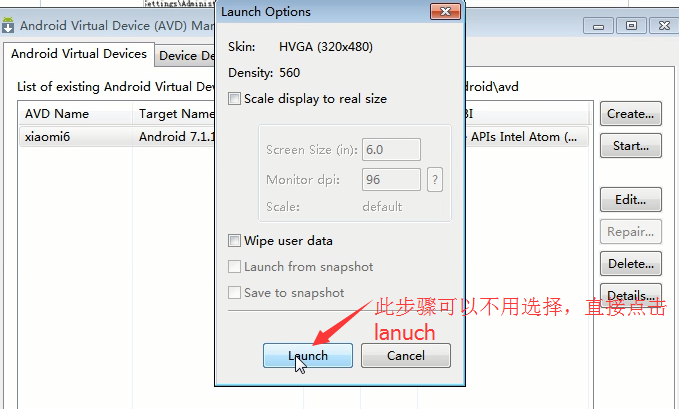 ettings\Administ
Android Virtual Device (AVD) Man
Launch Options
Android Virtual Devices
Device De
List of existing Android Virtual Dev
droid\avd
AVD Name
Target Name
BI
xiaomi6
Android 7.1.1
e APIs Intel Atom (...
Create...
Start...
Edit...
Repair...
Delete...
Details...
Skin: HVGA (320x480)
Density: 560
Scale display to real size
Screen Size (in): 6.0
Monitor dpi: 96 ?
Scale: default
Wipe user data
Launch from snapshot
Save to snapshot
此步骤可以不用选择，直接点击
lanuch
Launch
Cancel